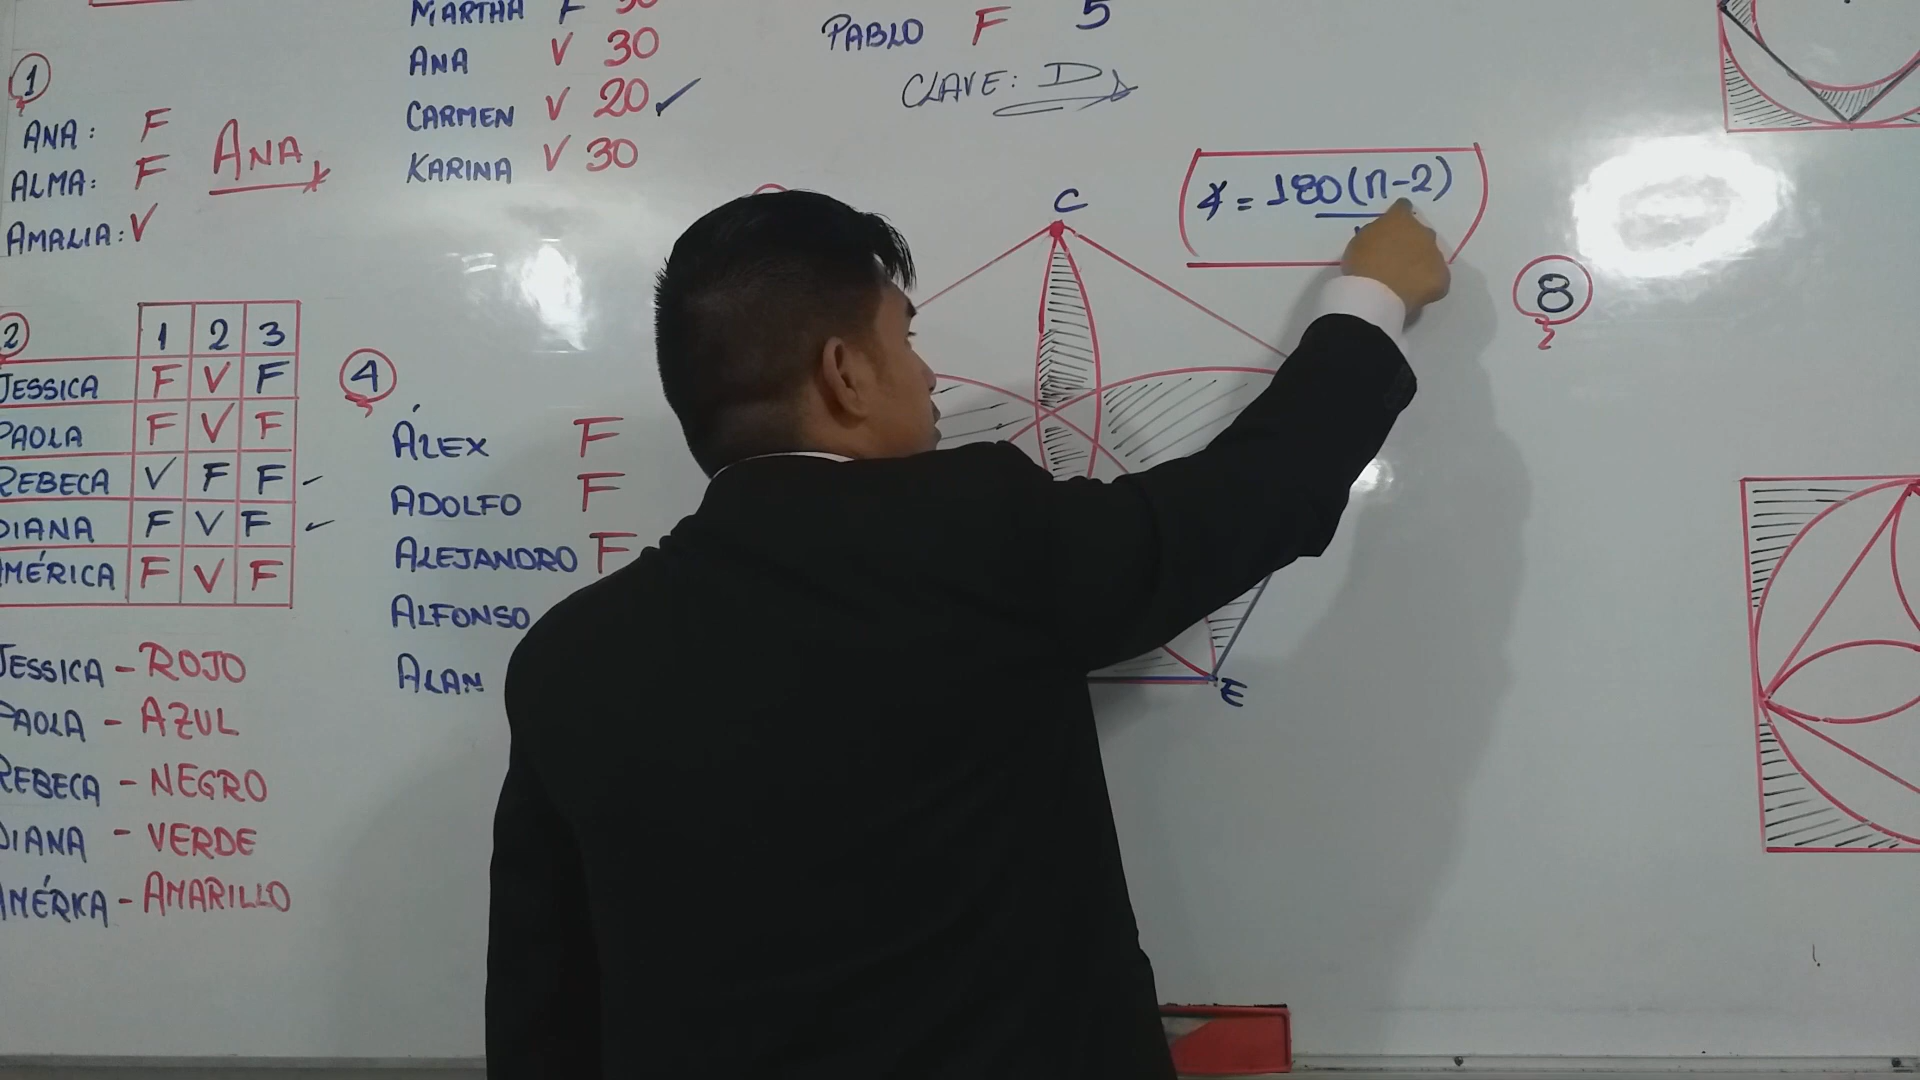 MARTHA F 30
ANA V 30
CARMEN V 20 ✓
KARINA V 30
PABLO F 5
CLAVE: D
1
ANA: F
ALMA: F
AMALIA: V
ANA
2
1 2 3
JESSICA F V F
PAOLA F V F
REBECA V F F
DIANA F V F
AMÉRICA F V F
JESSICA - ROJO
PAOLA - AZUL
REBECA - NEGRO
DIANA - VERDE
AMÉRICA - AMARILLO
4
ÁLEX F
ADOLFO F
ALEJANDRO F
ALFONSO
ALAN
C
E
∡ = 180(n-2)
8